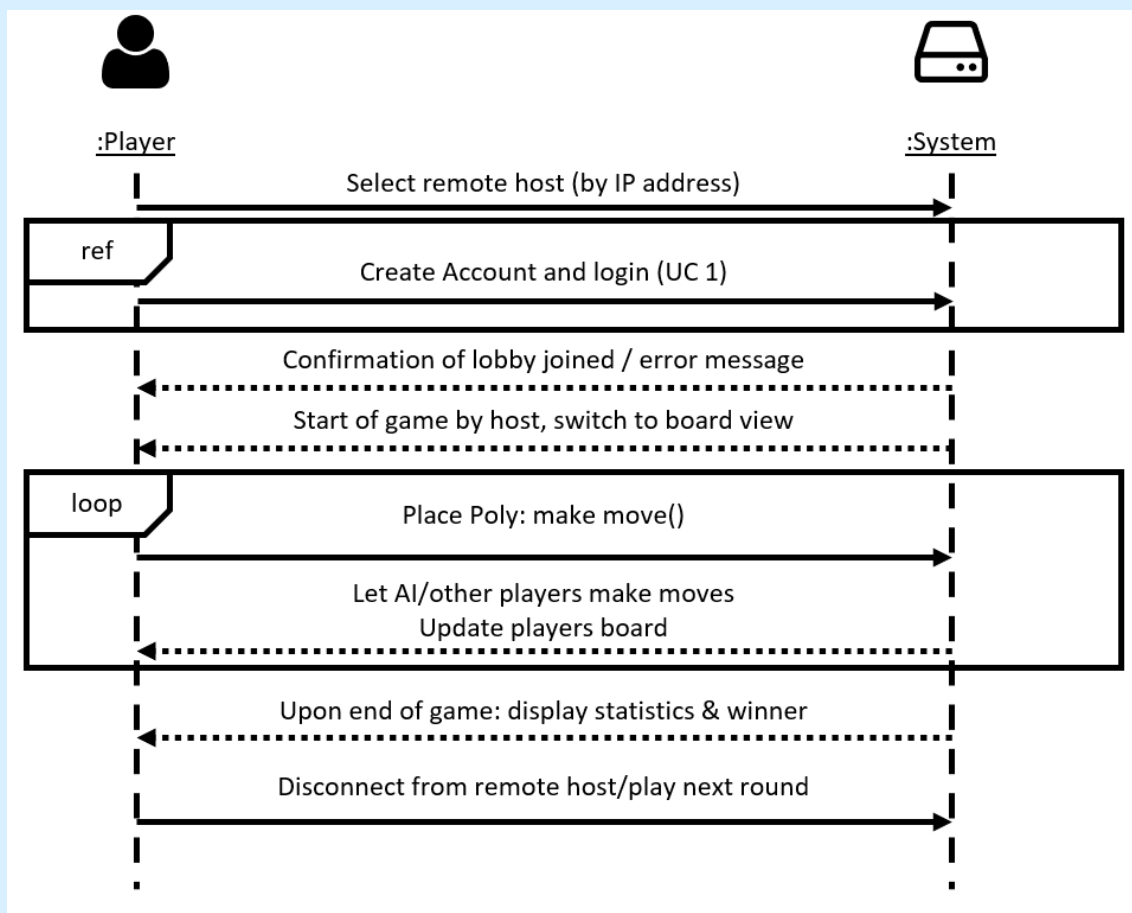 :Player
:System
Select remote host (by IP address)
ref
Create Account and login (UC 1)
Confirmation of lobby joined / error message
Start of game by host, switch to board view
loop
Place Poly: make move()
Let AI/other players make moves
Update players board
Upon end of game: display statistics & winner
Disconnect from remote host/play next round